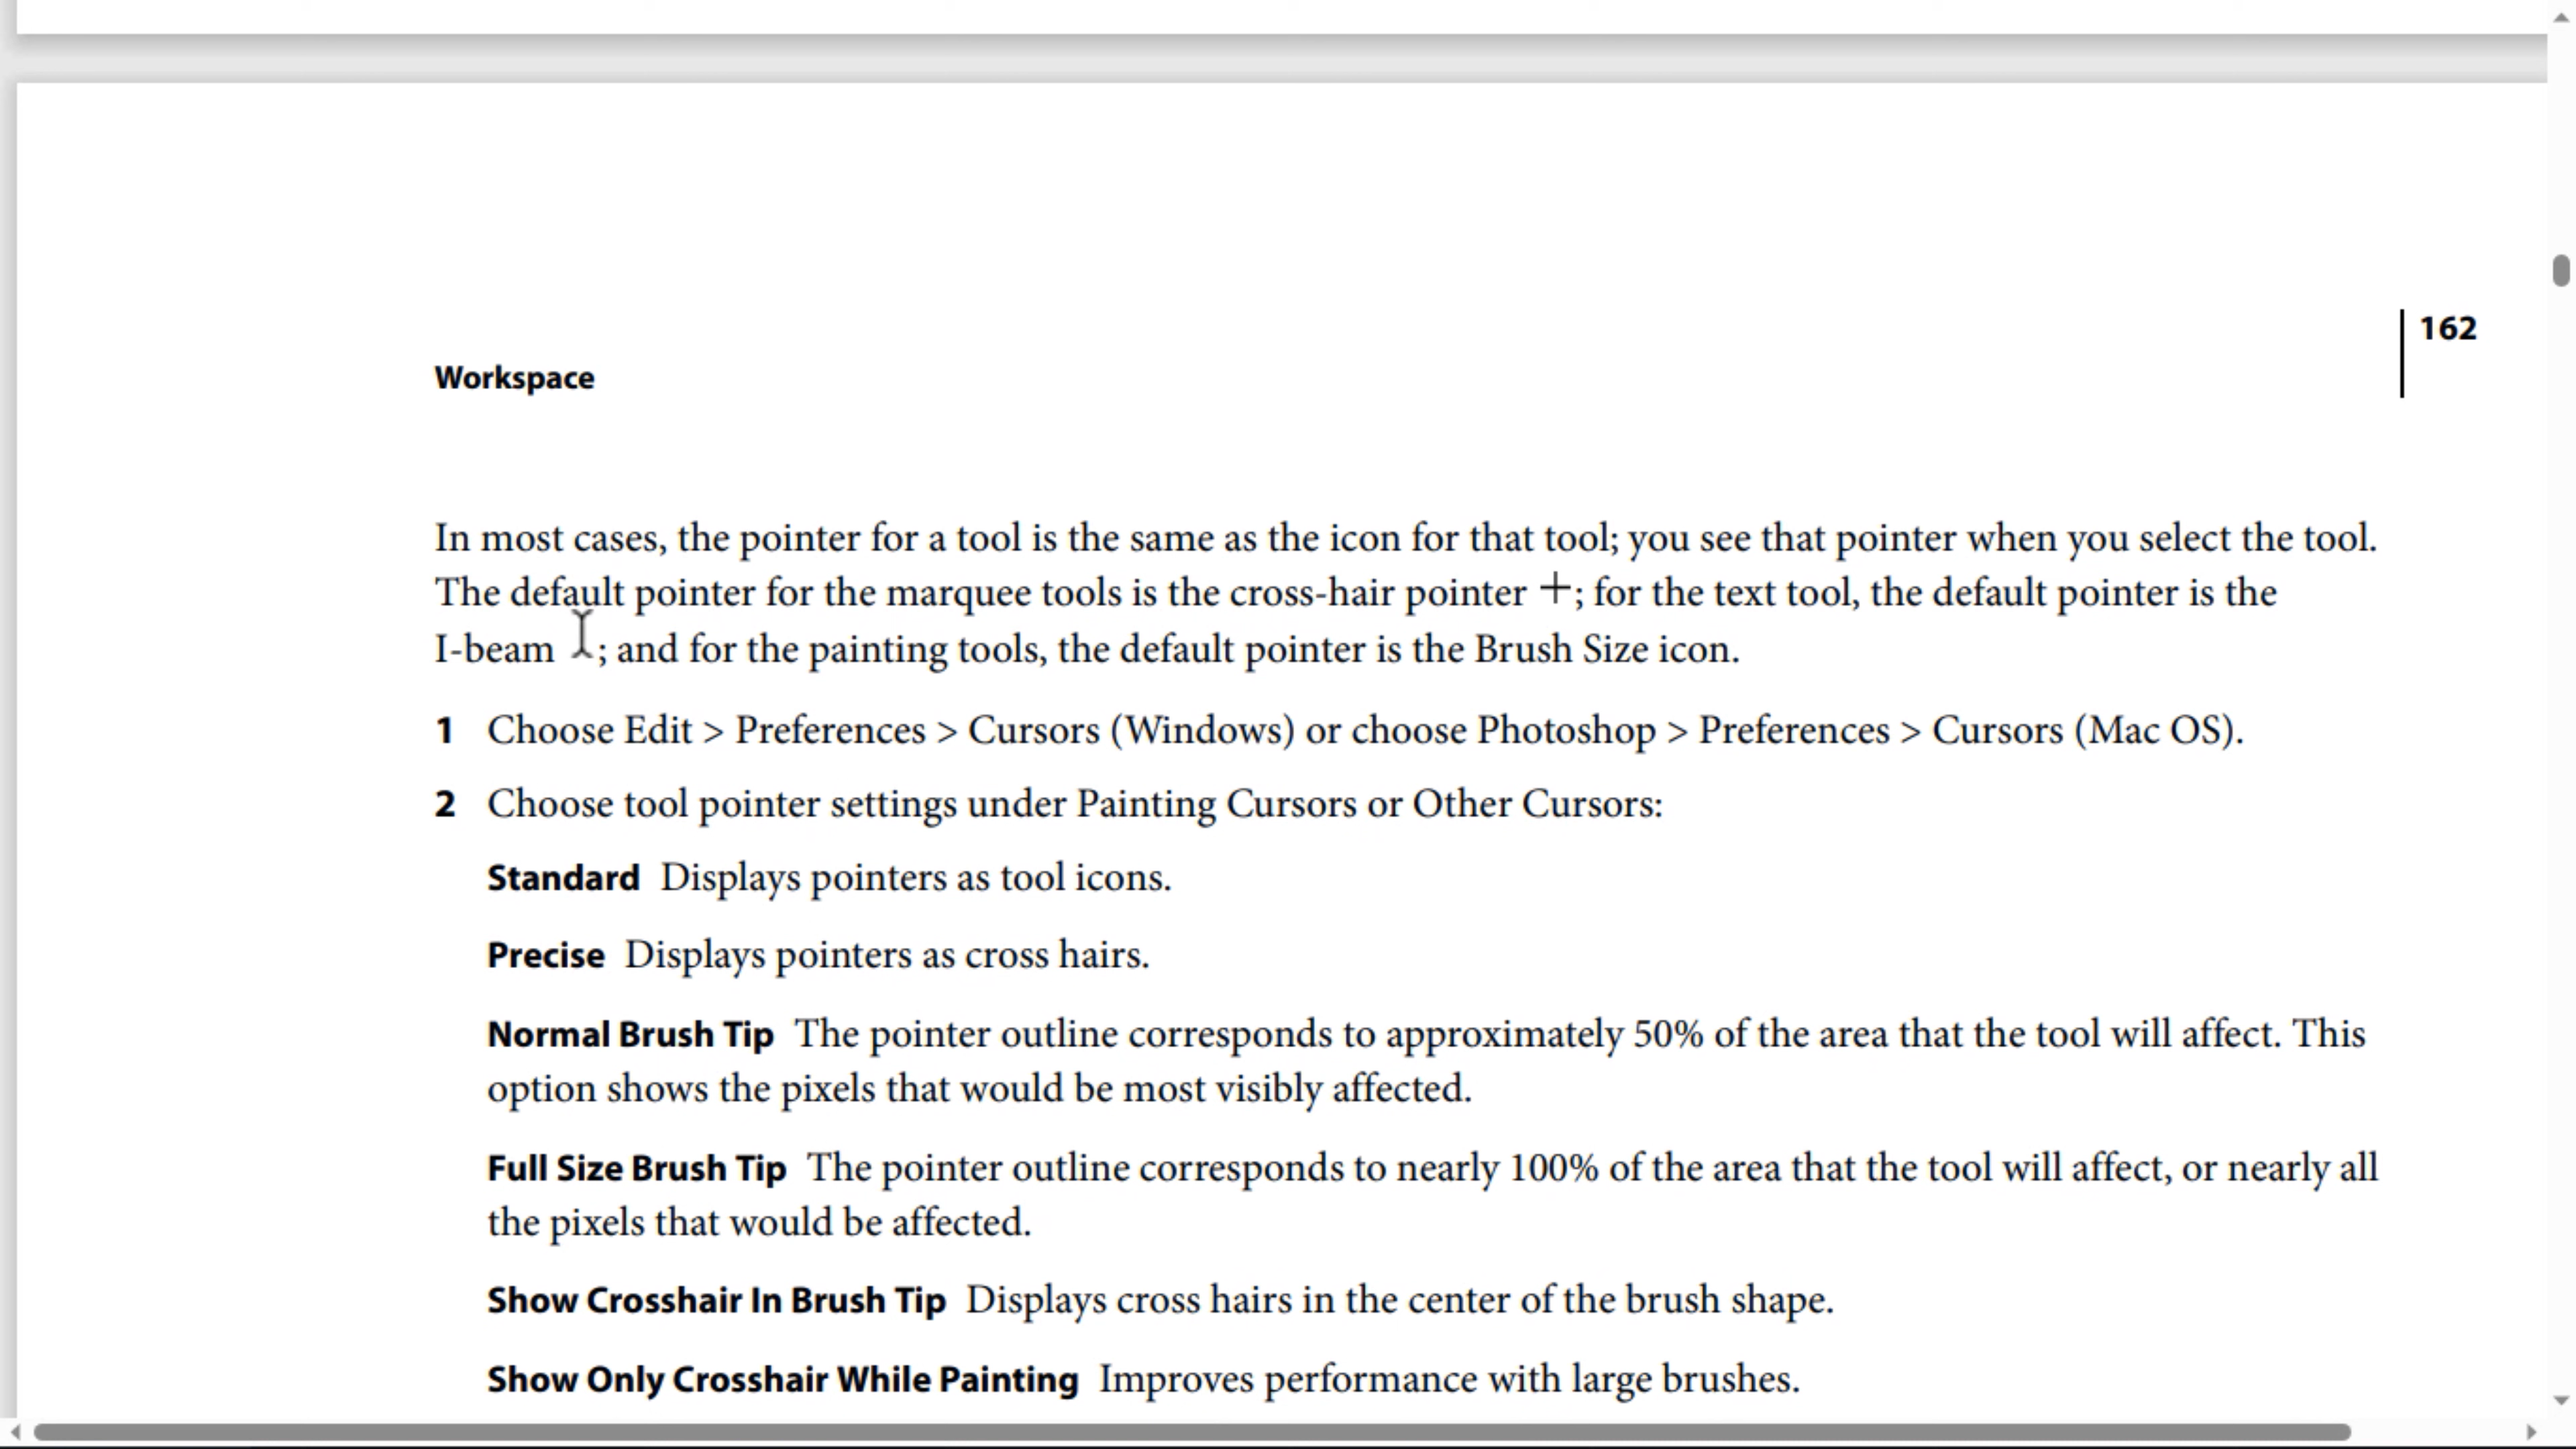 162
Workspace
In most cases, the pointer for a tool is the same as the icon for that tool; you see that pointer when you select the tool.
The default pointer for the marquee tools is the cross-hair pointer +; for the text tool, the default pointer is the
I-beam ; and for the painting tools, the default pointer is the Brush Size icon.
1 Choose Edit > Preferences > Cursors (Windows) or choose Photoshop > Preferences > Cursors (Mac OS).
2 Choose tool pointer settings under Painting Cursors or Other Cursors:
Standard Displays pointers as tool icons.
Precise Displays pointers as cross hairs.
Normal Brush Tip The pointer outline corresponds to approximately 50% of the area that the tool will affect. This
option shows the pixels that would be most visibly affected.
Full Size Brush Tip The pointer outline corresponds to nearly 100% of the area that the tool will affect, or nearly all
the pixels that would be affected.
Show Crosshair In Brush Tip Displays cross hairs in the center of the brush shape.
Show Only Crosshair While Painting Improves performance with large brushes.